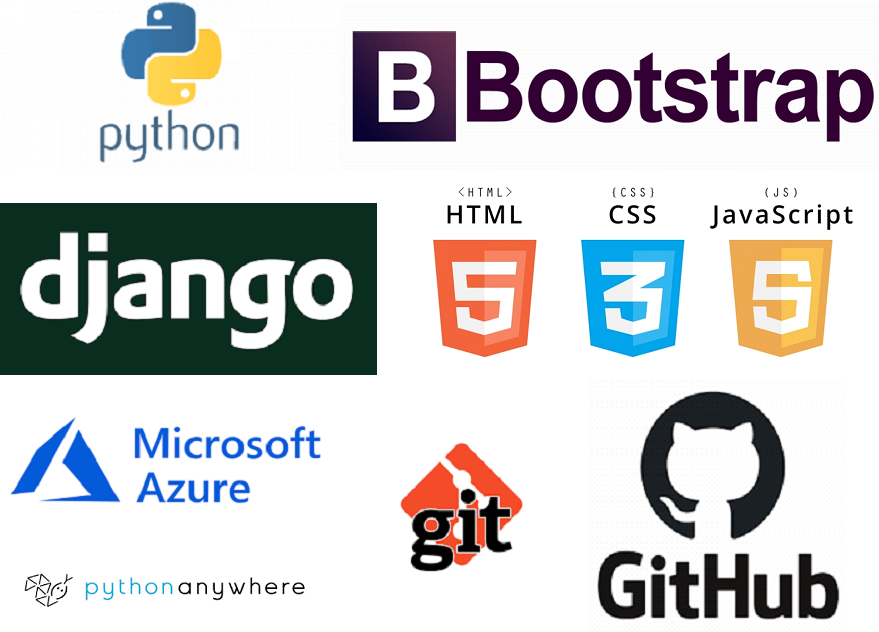 python
B Bootstrap
django
<HTML>
HTML
5
{CSS}
CSS
3
(JS)
JavaScript
5
Microsoft
Azure
git
GitHub
pythonanywhere